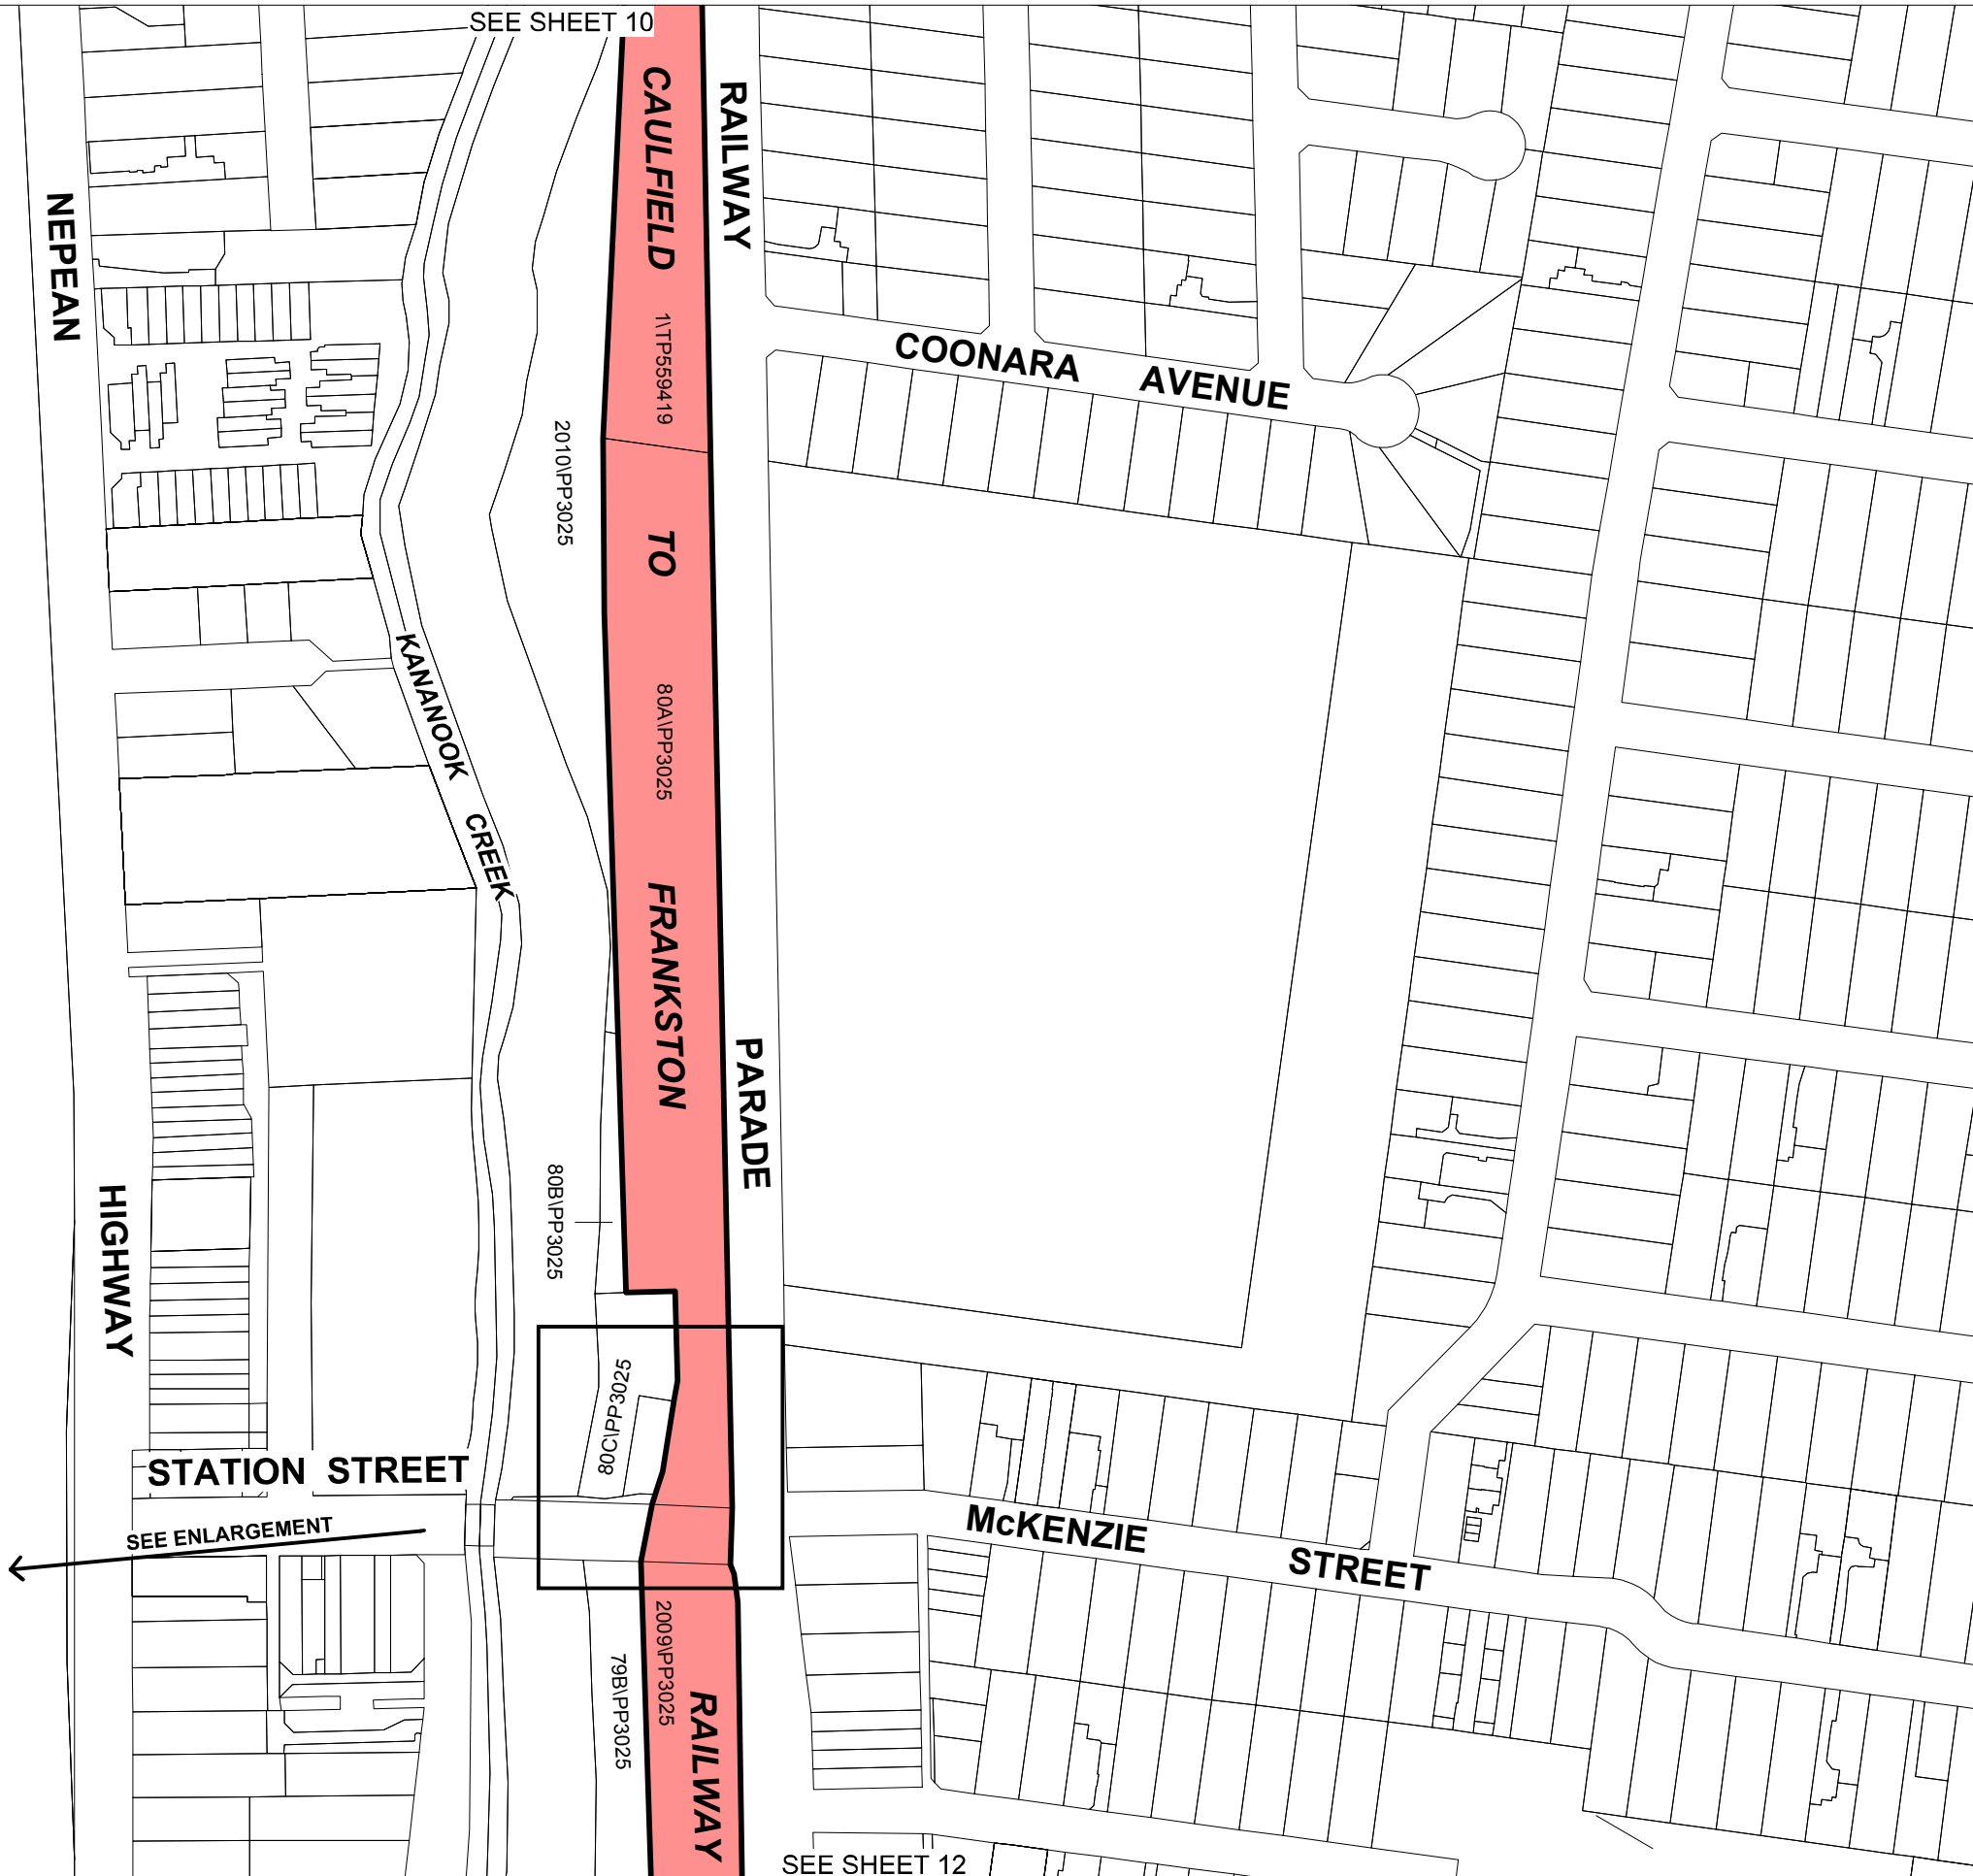 SEE SHEET 10
CAULFIELD
RAILWAY
NEPEAN
1\TP559419
COONARA AVENUE
2010\PP3025
TO
KANANOOK CREEK
80A\PP3025
FRANKSTON
PARADE
80B\PP3025
HIGHWAY
80C\PP3025
STATION STREET
SEE ENLARGEMENT
McKENZIE STREET
2009\PP3025
79B\PP3025
RAILWAY
SEE SHEET 12